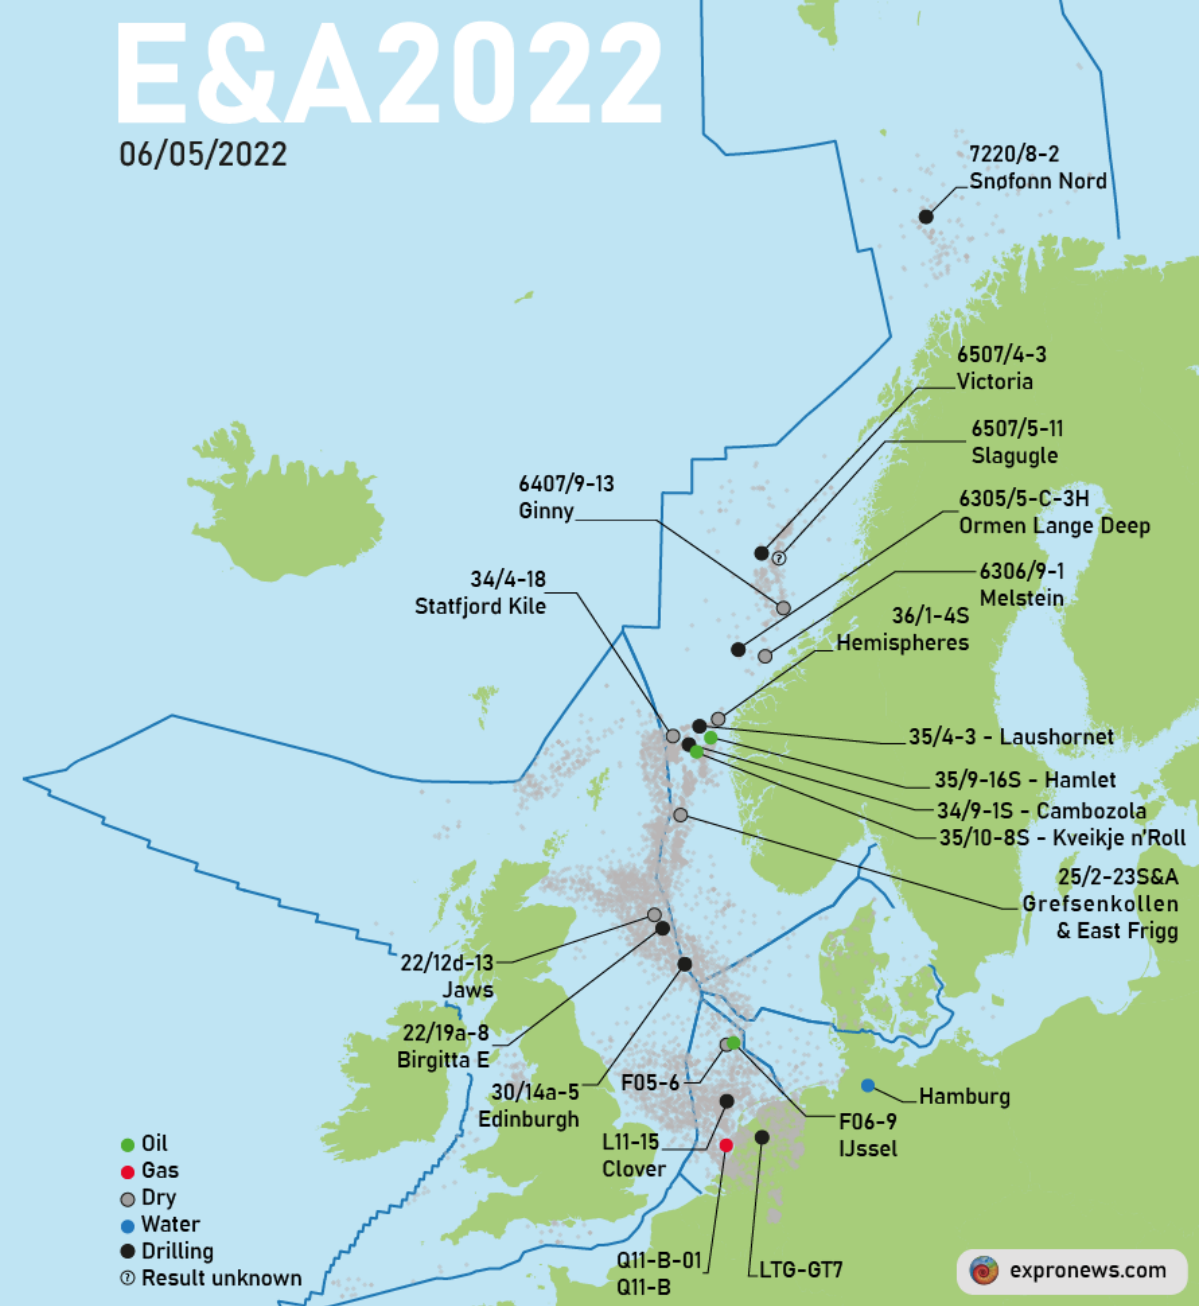 E&A2022
06/05/2022
7220/8-2
Snøfonn Nord
6507/4-3
Victoria
6507/5-11
Slagugle
6407/9-13
Ginny
6305/5-C-3H
Ormen Lange Deep
34/4-18
Statfjord Kile
6306/9-1
Melstein
36/1-4S
Hemispheres
35/4-3 - Laushornet
35/9-16S - Hamlet
34/9-1S - Cambozola
35/10-8S - Kveikje n'Roll
25/2-23S&A
Grefsenkollen
& East Frigg
22/12d-13
Jaws
22/19a-8
Birgitta E
30/14a-5
Edinburgh
F05-6
Hamburg
F06-9
IJssel
L11-15
Clover
Q11-B-01
Q11-B
LTG-GT7
Oil
Gas
Dry
Water
Drilling
? Result unknown
?
expronews.com